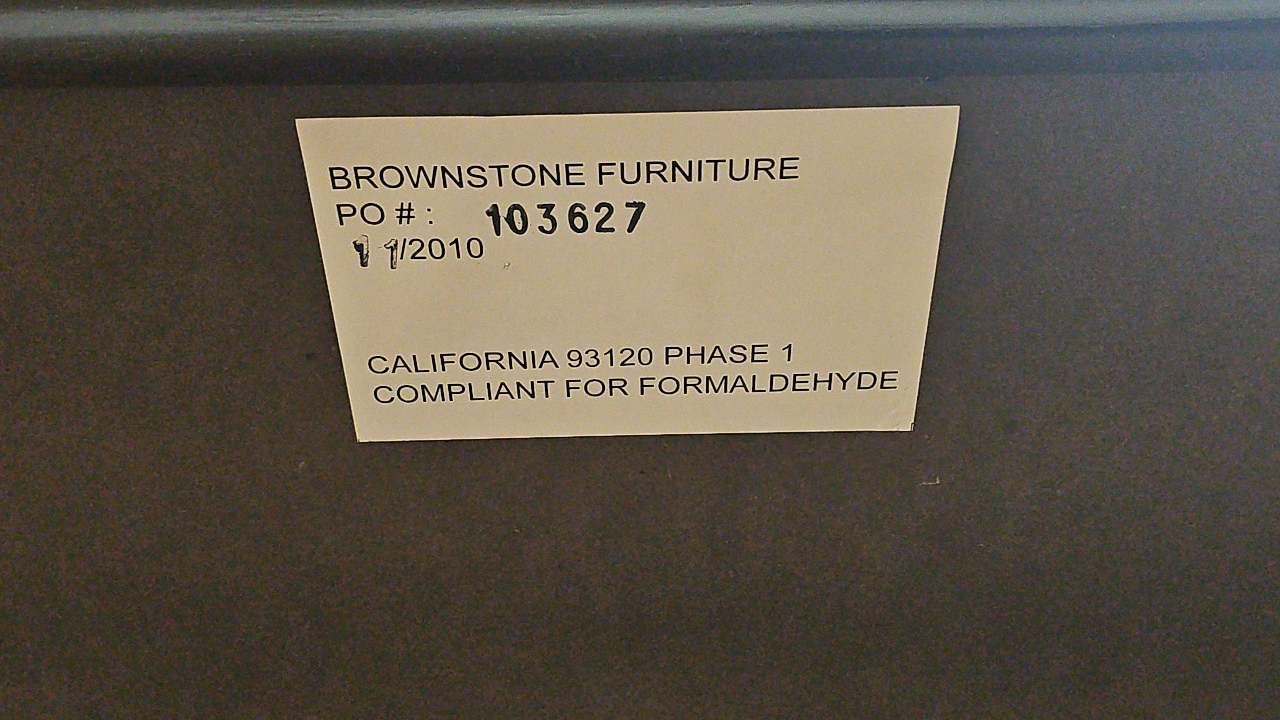 BROWNSTONE FURNITURE
PO # : 103627
11/2010
CALIFORNIA 93120 PHASE 1
COMPLIANT FOR FORMALDEHYDE